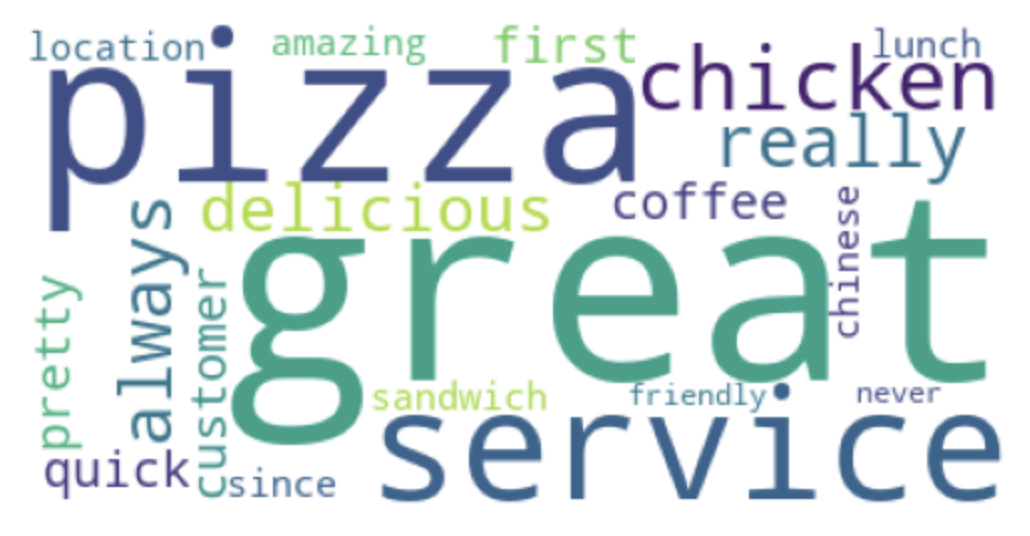 location
amazing
first
lunch
pizza
chicken
really
delicious
coffee
chinese
always
great
pretty
customer
sandwich
friendly
never
service
quick
since